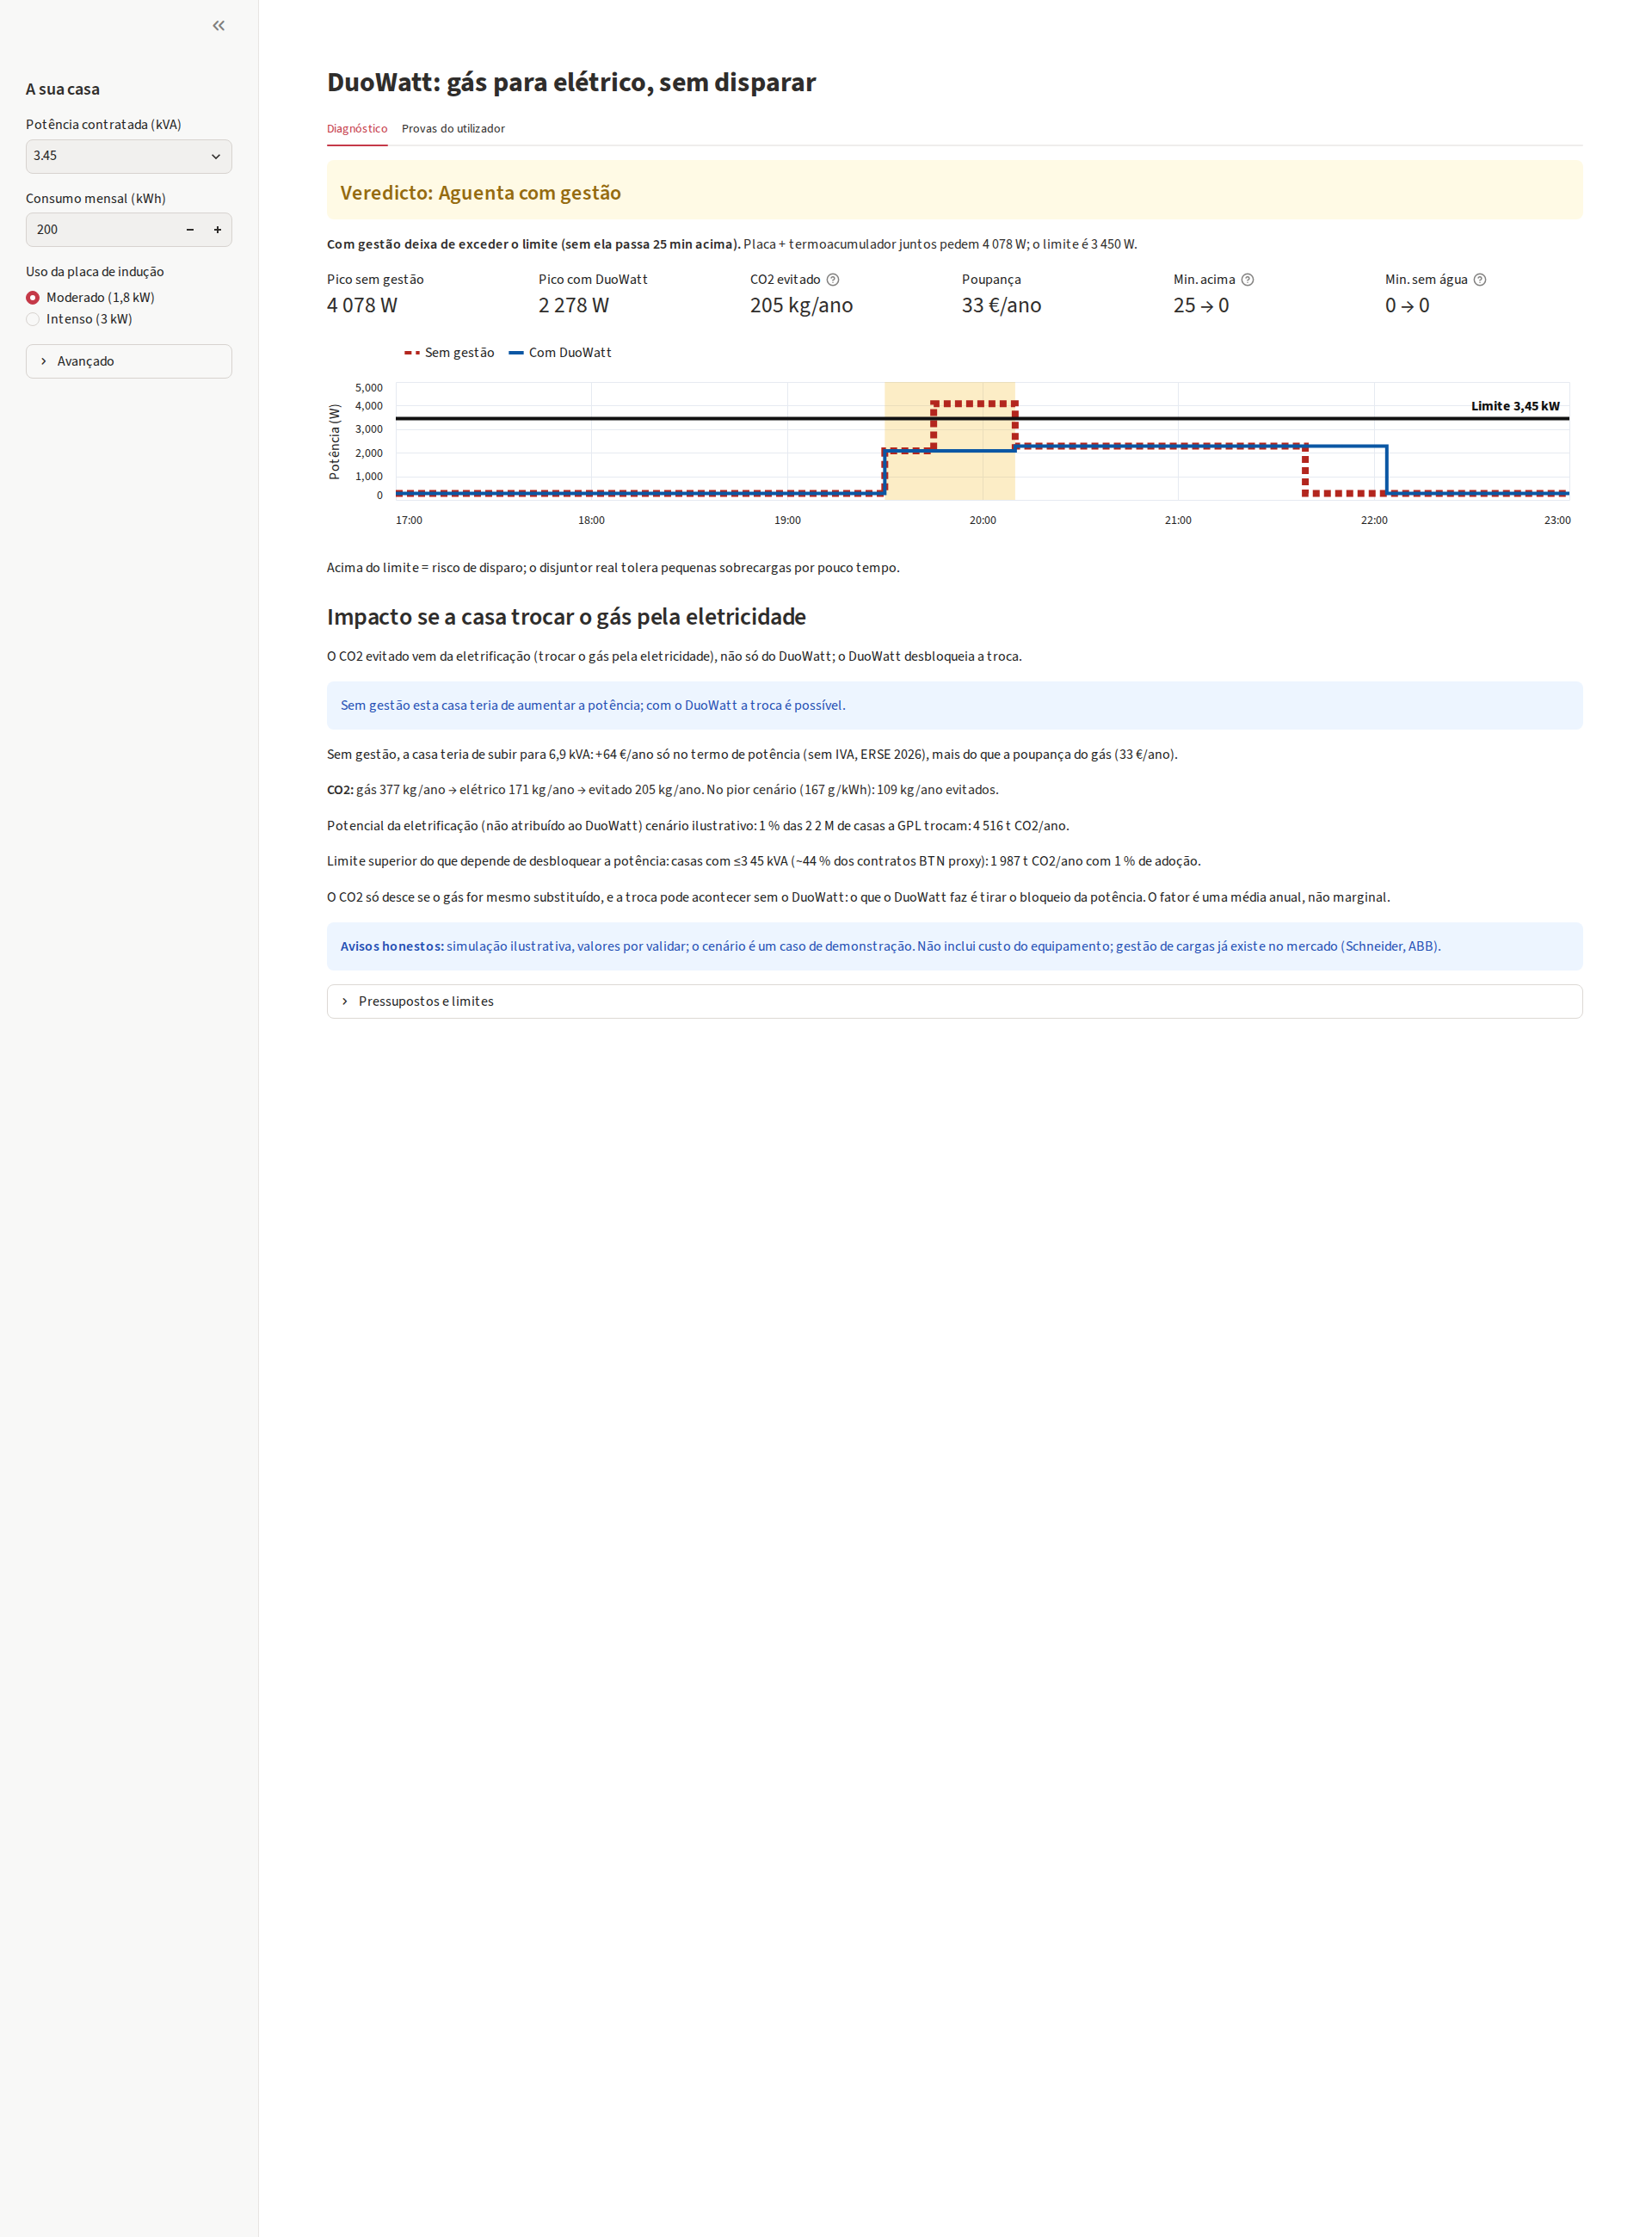 A sua casa
Potência contratada (kVA)
3.45
Consumo mensal (kWh)
200
Uso da placa de indução
Moderado (1,8 kW)
Intenso (3 kW)
Avançado
DuoWatt: gás para elétrico, sem disparar
Diagnóstico Provas do utilizador
Veredicto: Aguenta com gestão
Com gestão deixa de exceder o limite (sem ela passa 25 min acima). Placa + termoacumulador juntos pedem 4 078 W; o limite é 3 450 W.
Pico sem gestão Pico com DuoWatt CO2 evitado Poupança Min. acima Min. sem água
4 078 W 2 278 W 205 kg/ano 33 €/ano 25 → 0 0 → 0
Sem gestão Com DuoWatt
Potência (W)
5,000
4,000
3,000
2,000
1,000
0
Limite 3,45 kW
17:00 18:00 19:00 20:00 21:00 22:00 23:00
Acima do limite = risco de disparo; o disjuntor real tolera pequenas sobrecargas por pouco tempo.
Impacto se a casa trocar o gás pela eletricidade
O CO2 evitado vem da eletrificação (trocar o gás pela eletricidade), não só do DuoWatt; o DuoWatt desbloqueia a troca.
Sem gestão esta casa teria de aumentar a potência; com o DuoWatt a troca é possível.
Sem gestão, a casa teria de subir para 6,9 kVA: +64 €/ano só no termo de potência (sem IVA, ERSE 2026), mais do que a poupança do gás (33 €/ano).
CO2: gás 377 kg/ano → elétrico 171 kg/ano → evitado 205 kg/ano. No pior cenário (167 g/kWh): 109 kg/ano evitados.
Potencial da eletrificação (não atribuído ao DuoWatt) cenário ilustrativo: 1 % das 2 2 M de casas a GPL trocam: 4 516 t CO2/ano.
Limite superior do que depende de desbloquear a potência: casas com ≤3 45 kVA (~44 % dos contratos BTN proxy): 1 987 t CO2/ano com 1 % de adoção.
O CO2 só desce se o gás for mesmo substituído, e a troca pode acontecer sem o DuoWatt: o que o DuoWatt faz é tirar o bloqueio da potência. O fator é uma média anual, não marginal.
Avisos honestos: simulação ilustrativa, valores por validar; o cenário é um caso de demonstração. Não inclui custo do equipamento; gestão de cargas já existe no mercado (Schneider, ABB).
Pressupostos e limites